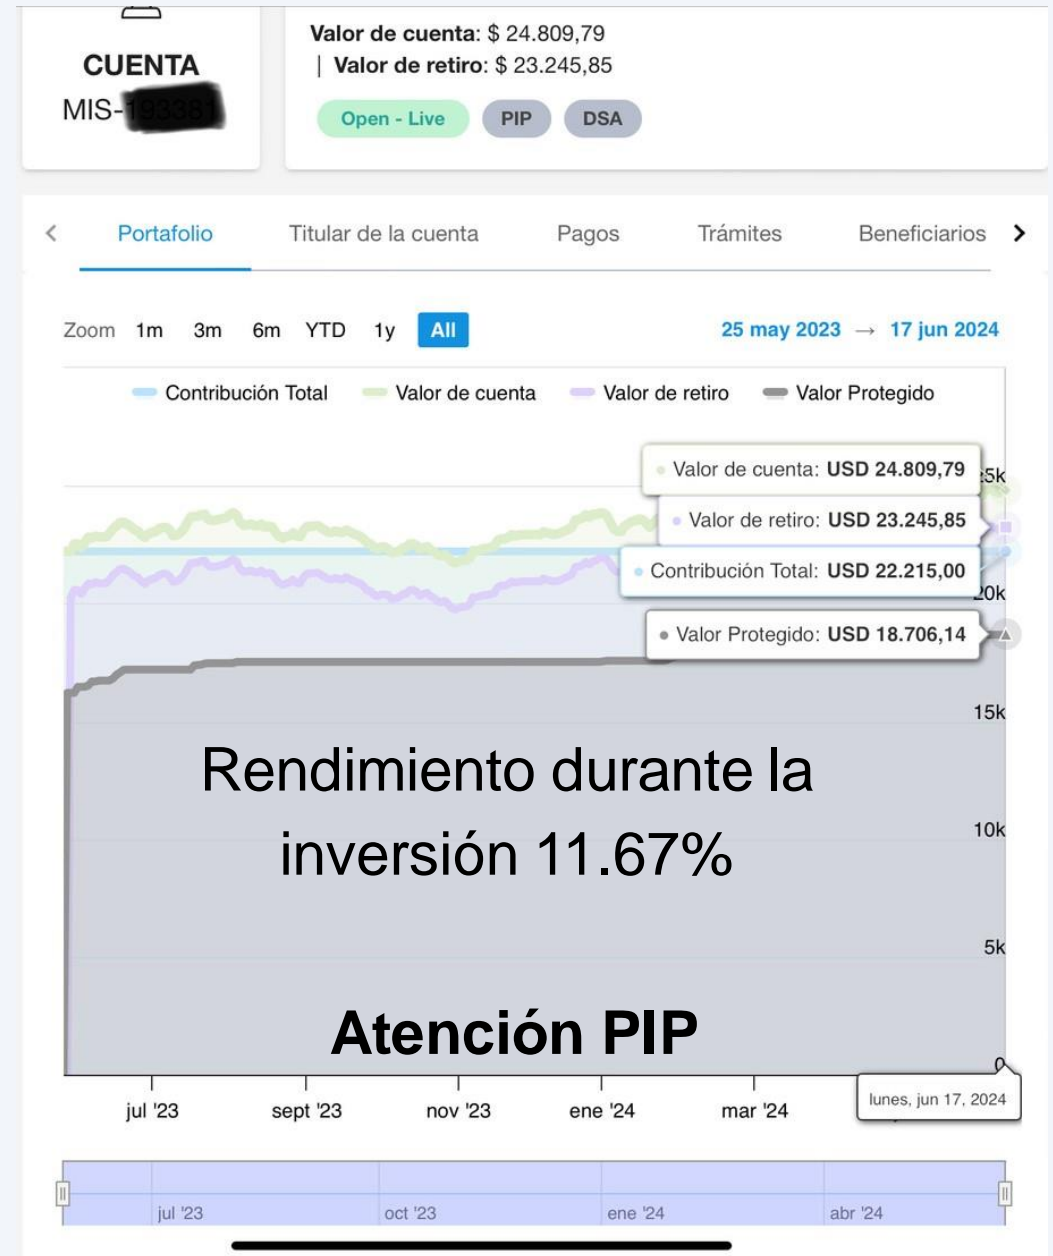 Valor de cuenta: $ 24.809,79
| Valor de retiro: $ 23.245,85
CUENTA
MIS-
Open - Live PIP DSA
Portafolio Titular de la cuenta Pagos Trámites Beneficiarios
Zoom 1m 3m 6m YTD 1y All 25 may 2023 → 17 jun 2024
Contribución Total Valor de cuenta Valor de retiro Valor Protegido
Valor de cuenta: USD 24.809,79
Valor de retiro: USD 23.245,85
Contribución Total: USD 22.215,00
20k
Valor Protegido: USD 18.706,14
15k
Rendimiento durante la
inversión 11.67%
10k
5k
Atención PIP
0
jul '23 sept '23 nov '23 ene '24 mar '24
lunes, jun 17, 2024
jul '23 oct '23 ene '24 abr '24